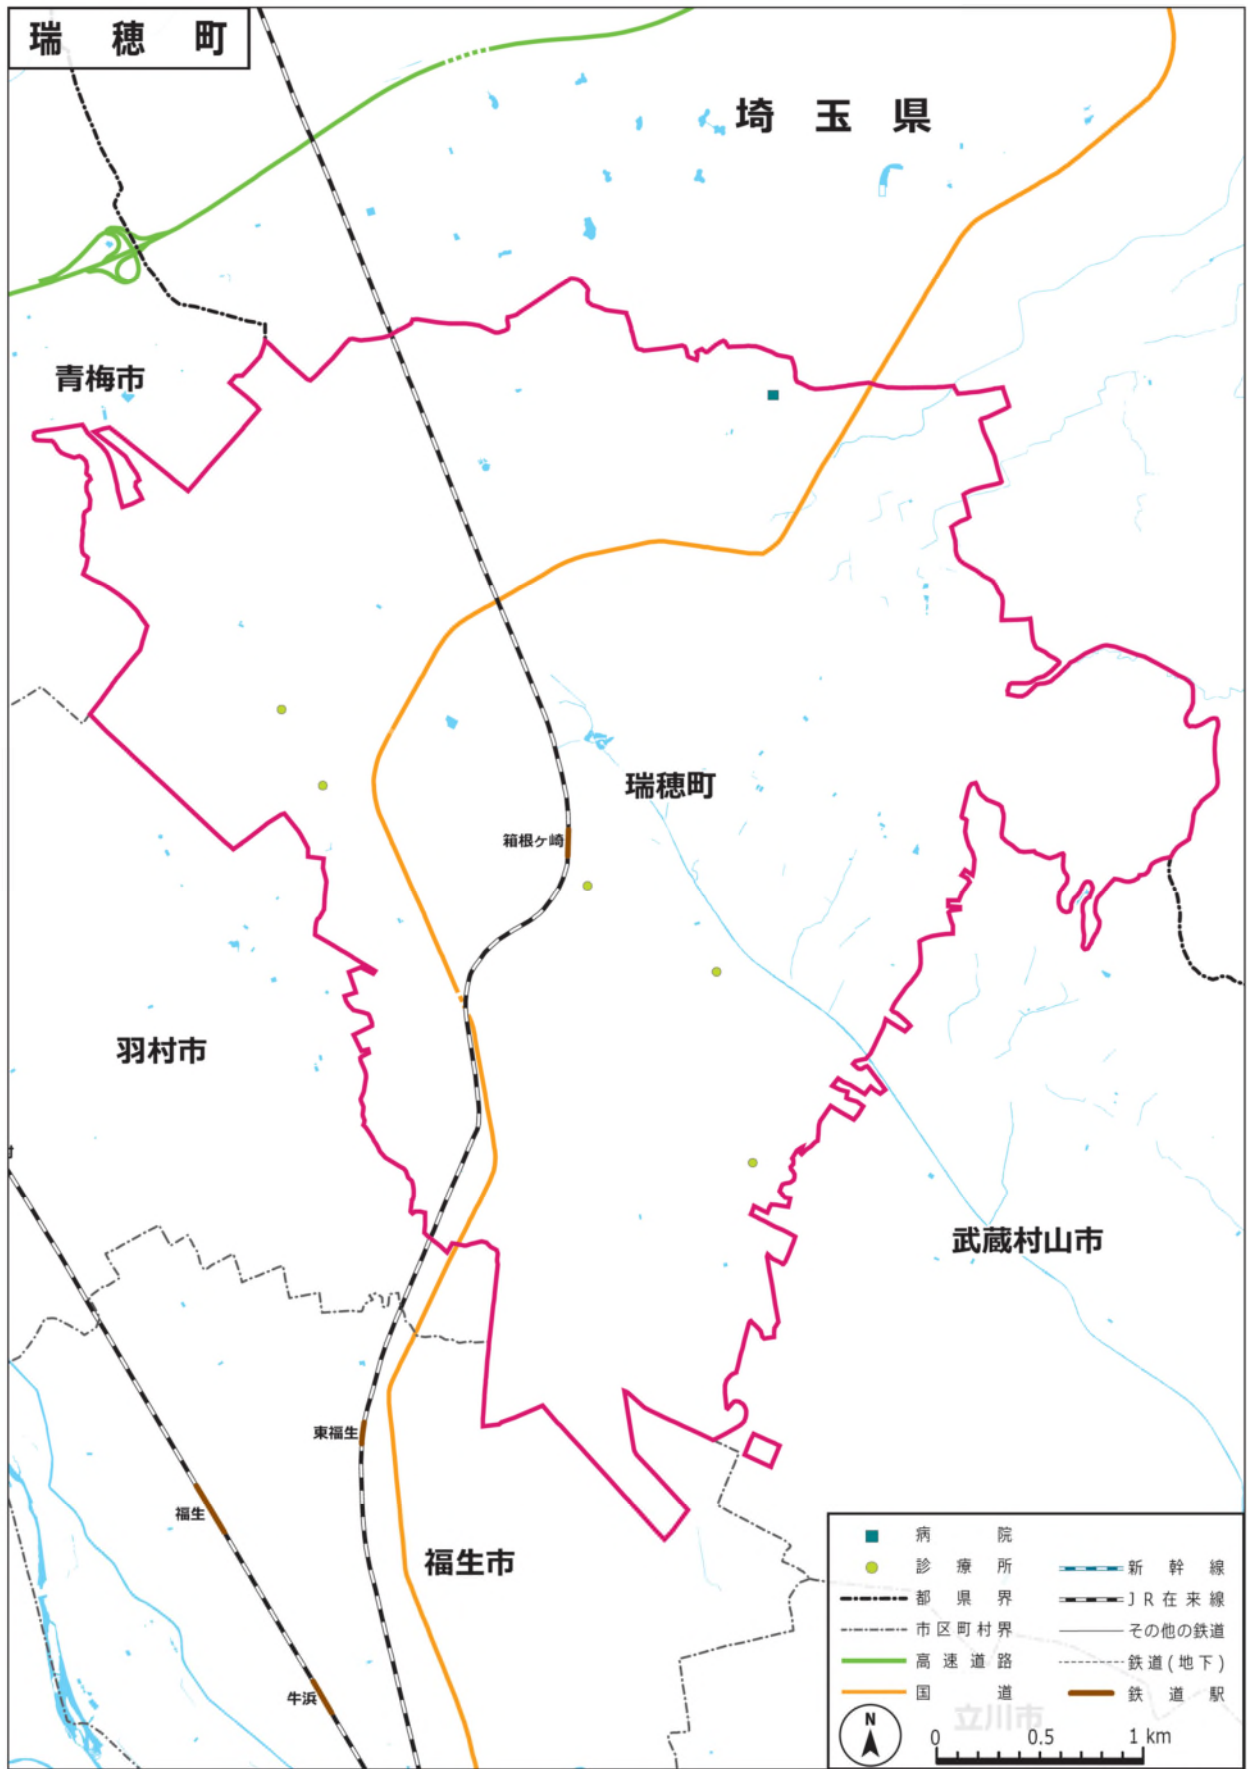 瑞穂町
埼玉県
青梅市
瑞穂町
箱根ヶ崎
羽村市
武蔵村山市
東福生
福生
福生市
牛浜
病院
診療所
都県界
市区町村界
高速道路
国道
新幹線
JR在来線
その他の鉄道
鉄道(地下)
鉄道駅
立川市
N
0 0.5 1 km